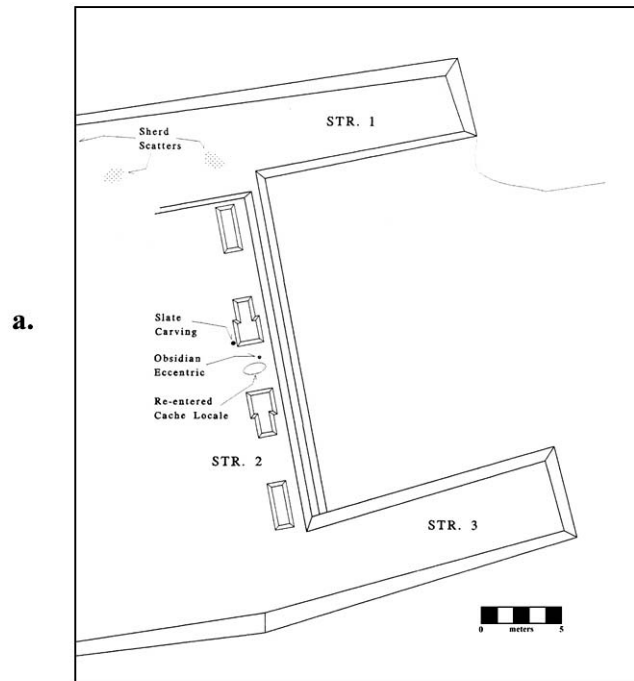 STR. 1
Sherd
Scatters
a.
Slate
Carving
Obsidian
Eccentric
Re-entered
Cache Locale
STR. 2
STR. 3
0 meters 5